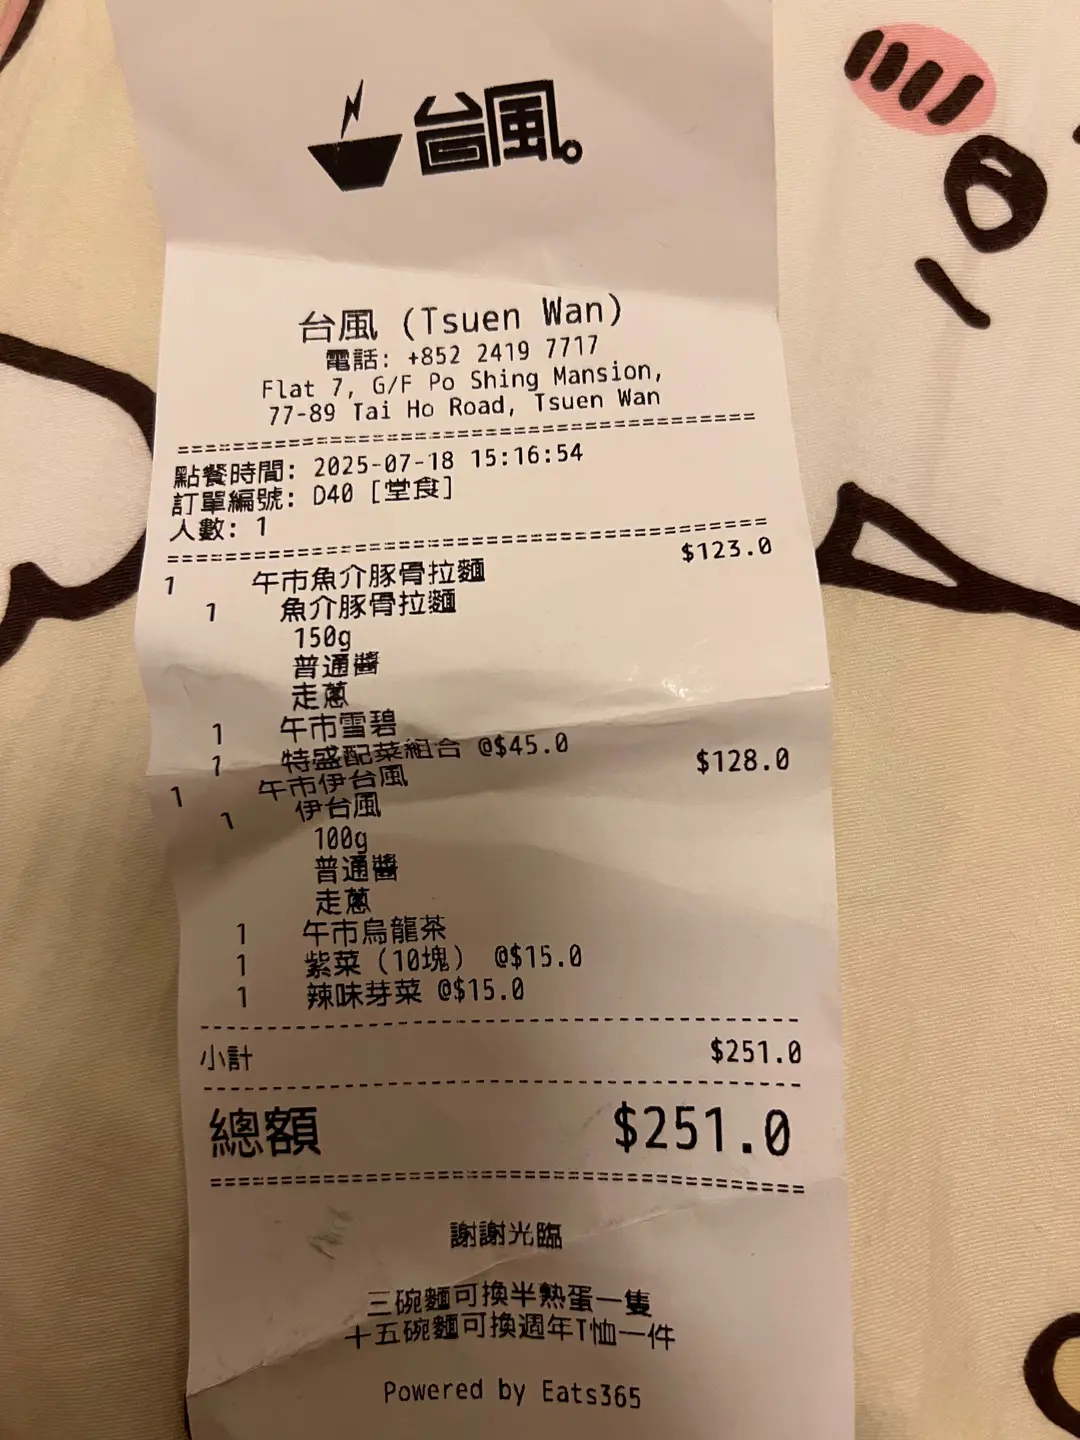 台風。
台風 (Tsuen Wan)
電話: +852 2419 7717
Flat 7, G/F Po Shing Mansion,
77-89 Tai Ho Road, Tsuen Wan
點餐時間: 2025-07-18 15:16:54
訂單編號: D40 [堂食]
人數: 1
1 午市魚介豚骨拉麵 $123.0
1 魚介豚骨拉麵
150g
普通醬
走蔥
1 午市雪碧
1 特盛配菜組合 @$45.0
1 午市伊台風 $128.0
1 伊台風
100g
普通醬
走蔥
1 午市烏龍茶
1 紫菜 (10塊) @$15.0
1 辣味芽菜 @$15.0
小計 $251.0
總額 $251.0
謝謝光臨
三碗麵可換半熟蛋一隻
十五碗麵可換週年T恤一件
Powered by Eats365